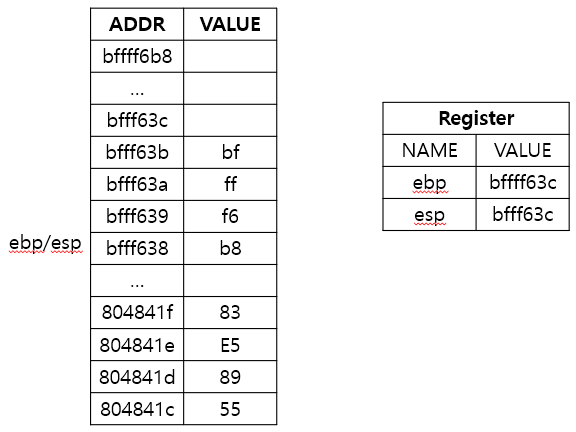 ADDR VALUE
bffff6b8
...
bfff63c
bfff63b bf
bfff63a ff
bfff639 f6
ebp/esp bfff638 b8
...
804841f 83
804841e E5
804841d 89
804841c 55
Register
NAME VALUE
ebp bffff63c
esp bfff63c